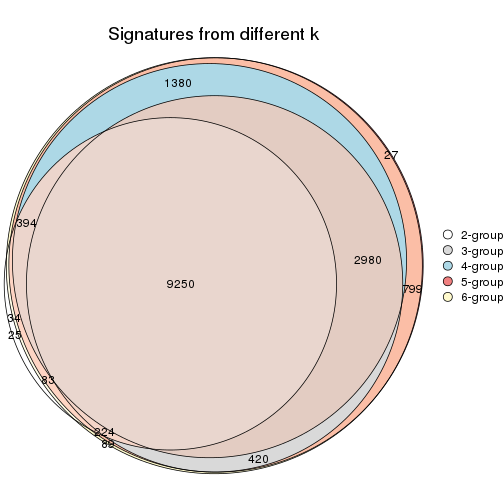 Signatures from different k
1380
27
394
2-group
3-group
4-group
5-group
6-group
2980
9250
799
34
25
83
224
89
420